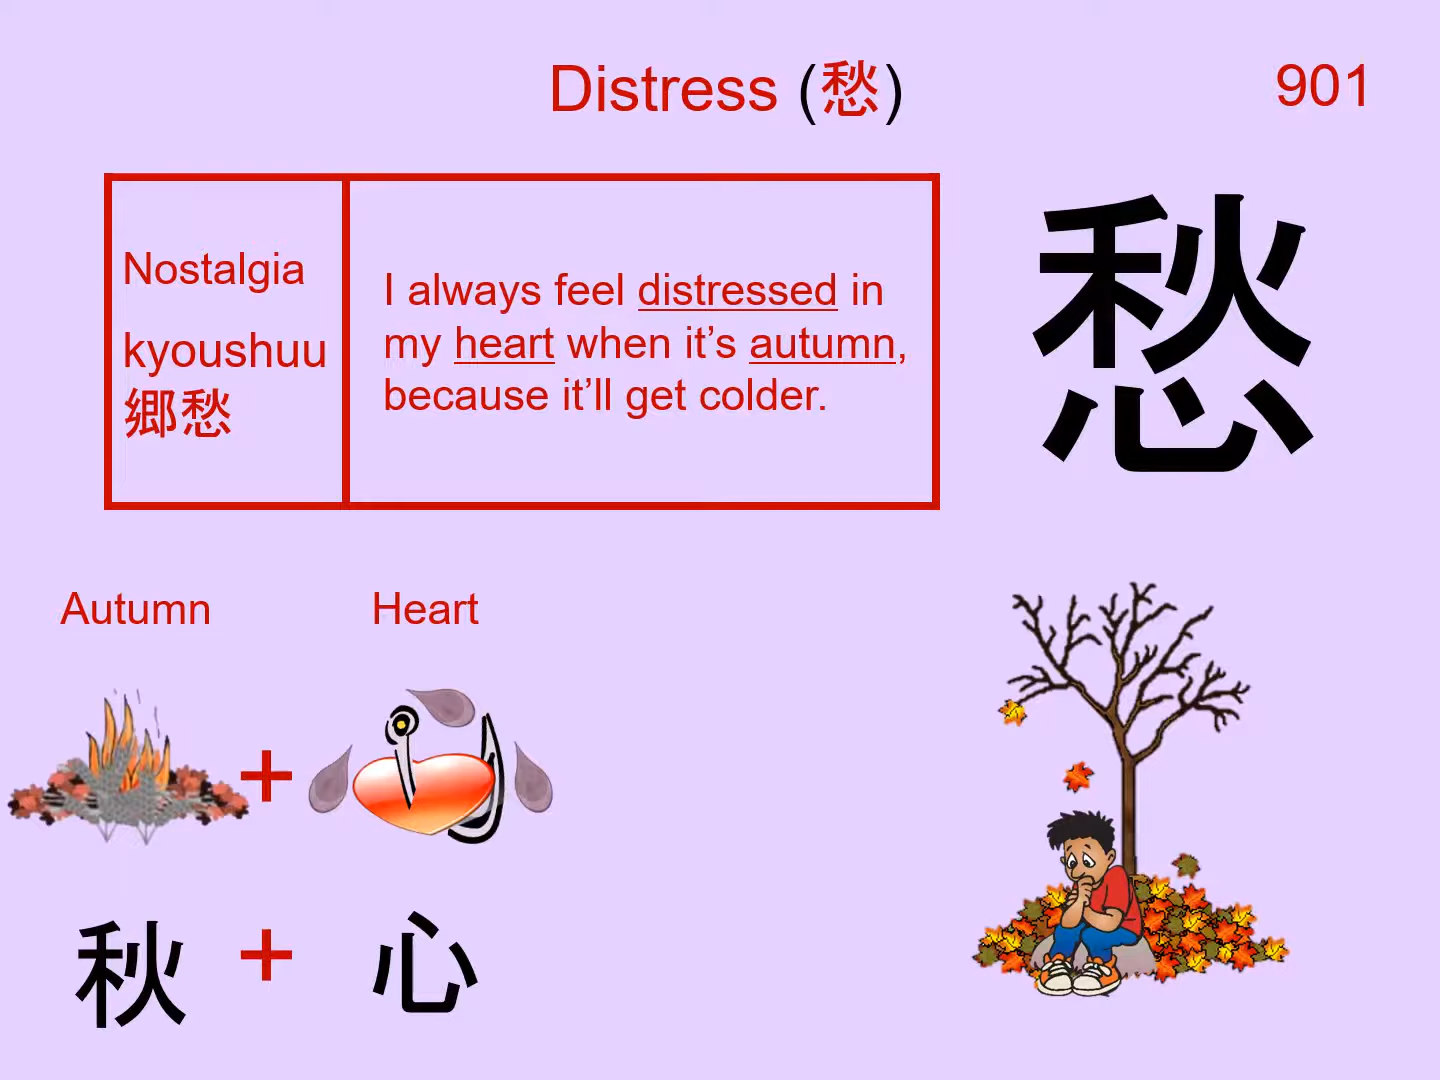 Distress (愁)
901
Nostalgia
kyoushuu
郷愁
I always feel distressed in
my heart when it’s autumn,
because it’ll get colder.
愁
Autumn
Heart
+
秋 + 心